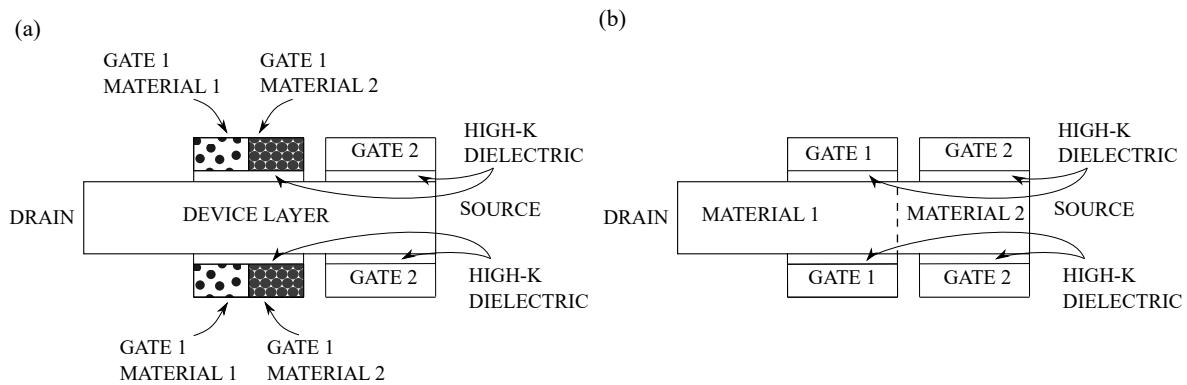 (a)
GATE 1
MATERIAL 1
GATE 1
MATERIAL 2
GATE 2
HIGH-K
DIELECTRIC
DRAIN
DEVICE LAYER
SOURCE
GATE 2
HIGH-K
DIELECTRIC
GATE 1
MATERIAL 1
GATE 1
MATERIAL 2
(b)
GATE 1
GATE 2
HIGH-K
DIELECTRIC
DRAIN
MATERIAL 1
MATERIAL 2
SOURCE
GATE 1
GATE 2
HIGH-K
DIELECTRIC